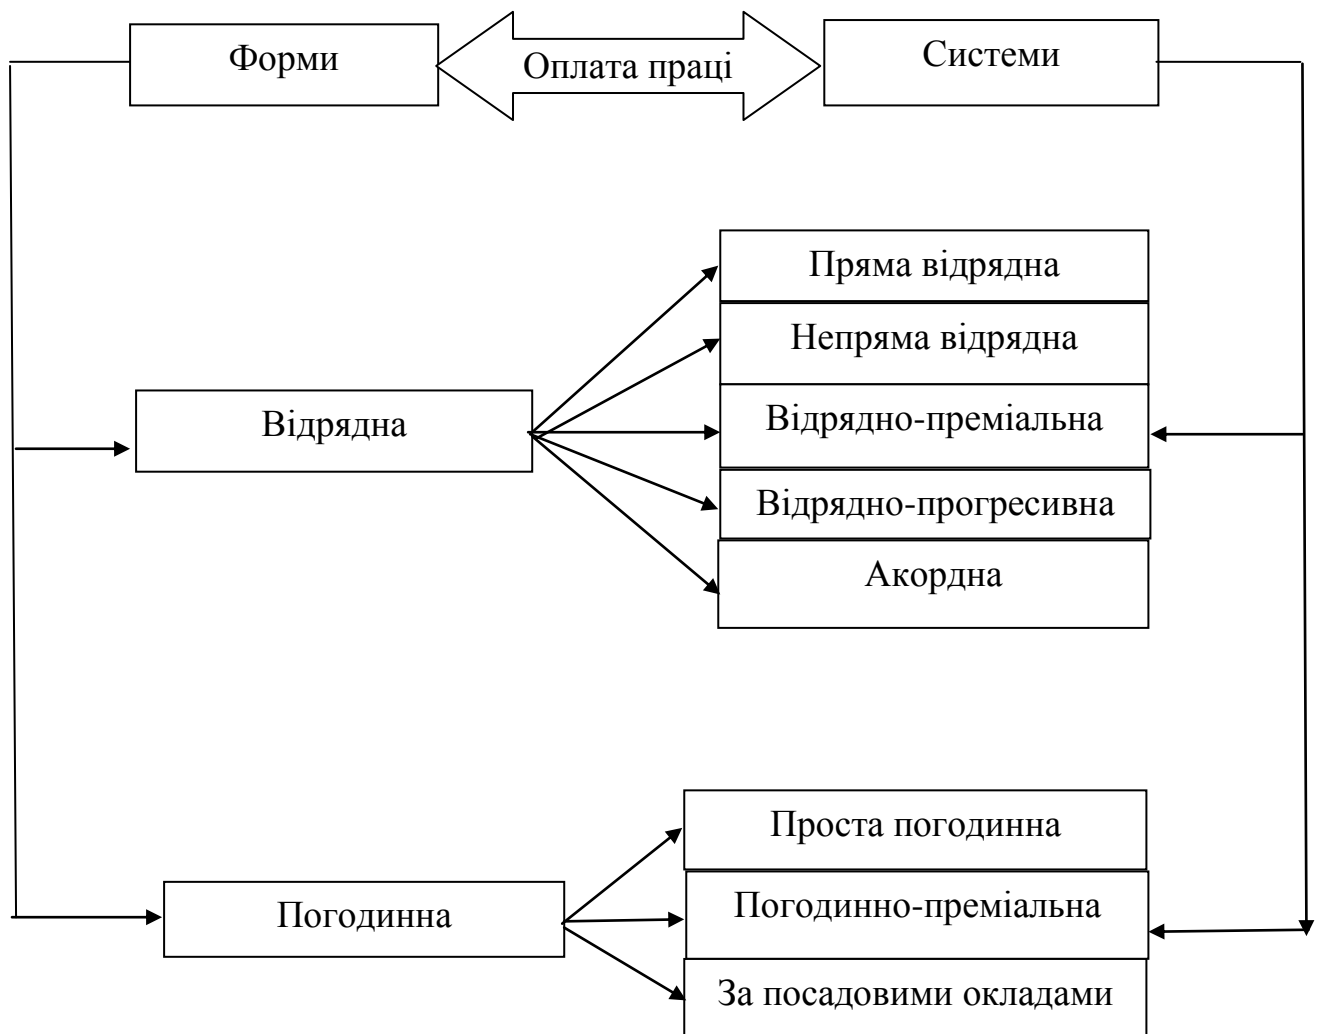 Форми
Оплата праці
Системи
Пряма відрядна
Непряма відрядна
Відрядна
Відрядно-преміальна
Відрядно-прогресивна
Акордна
Проста погодинна
Погодинна
Погодинно-преміальна
За посадовими окладами